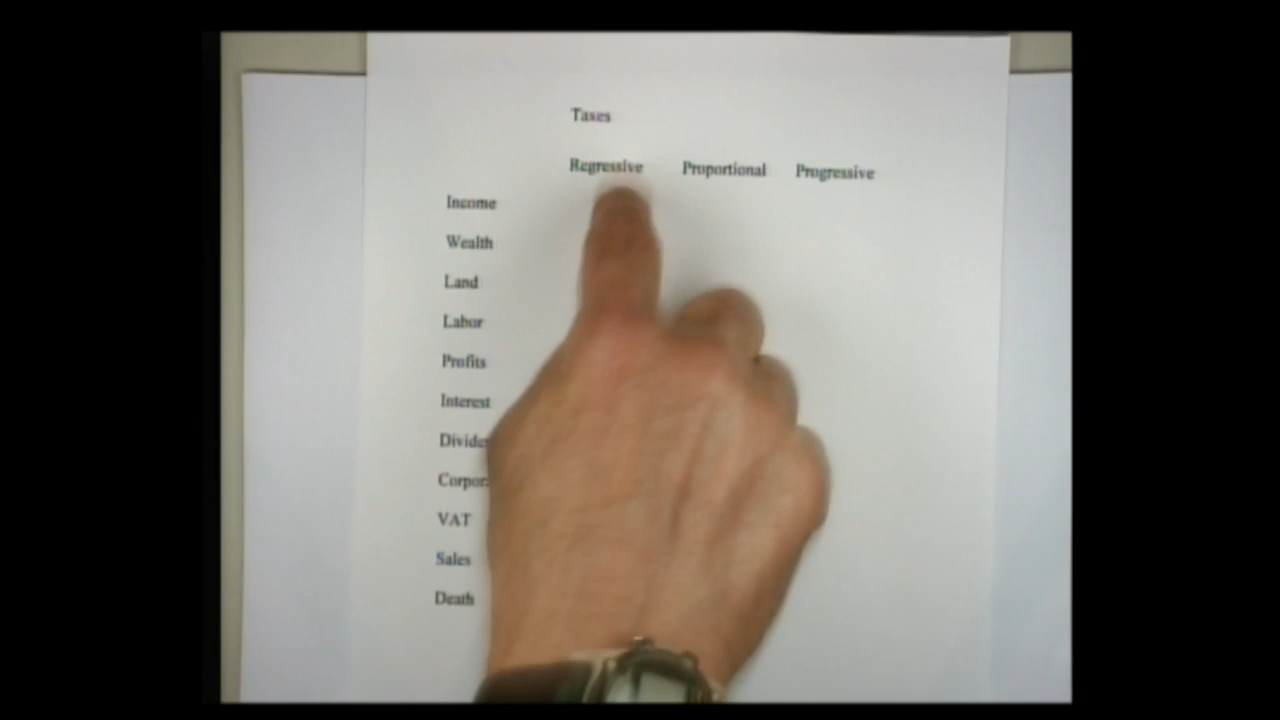 Taxes
Regressive Proportional Progressive
Income
Wealth
Land
Labor
Profits
Interest
VAT
Sales
Death